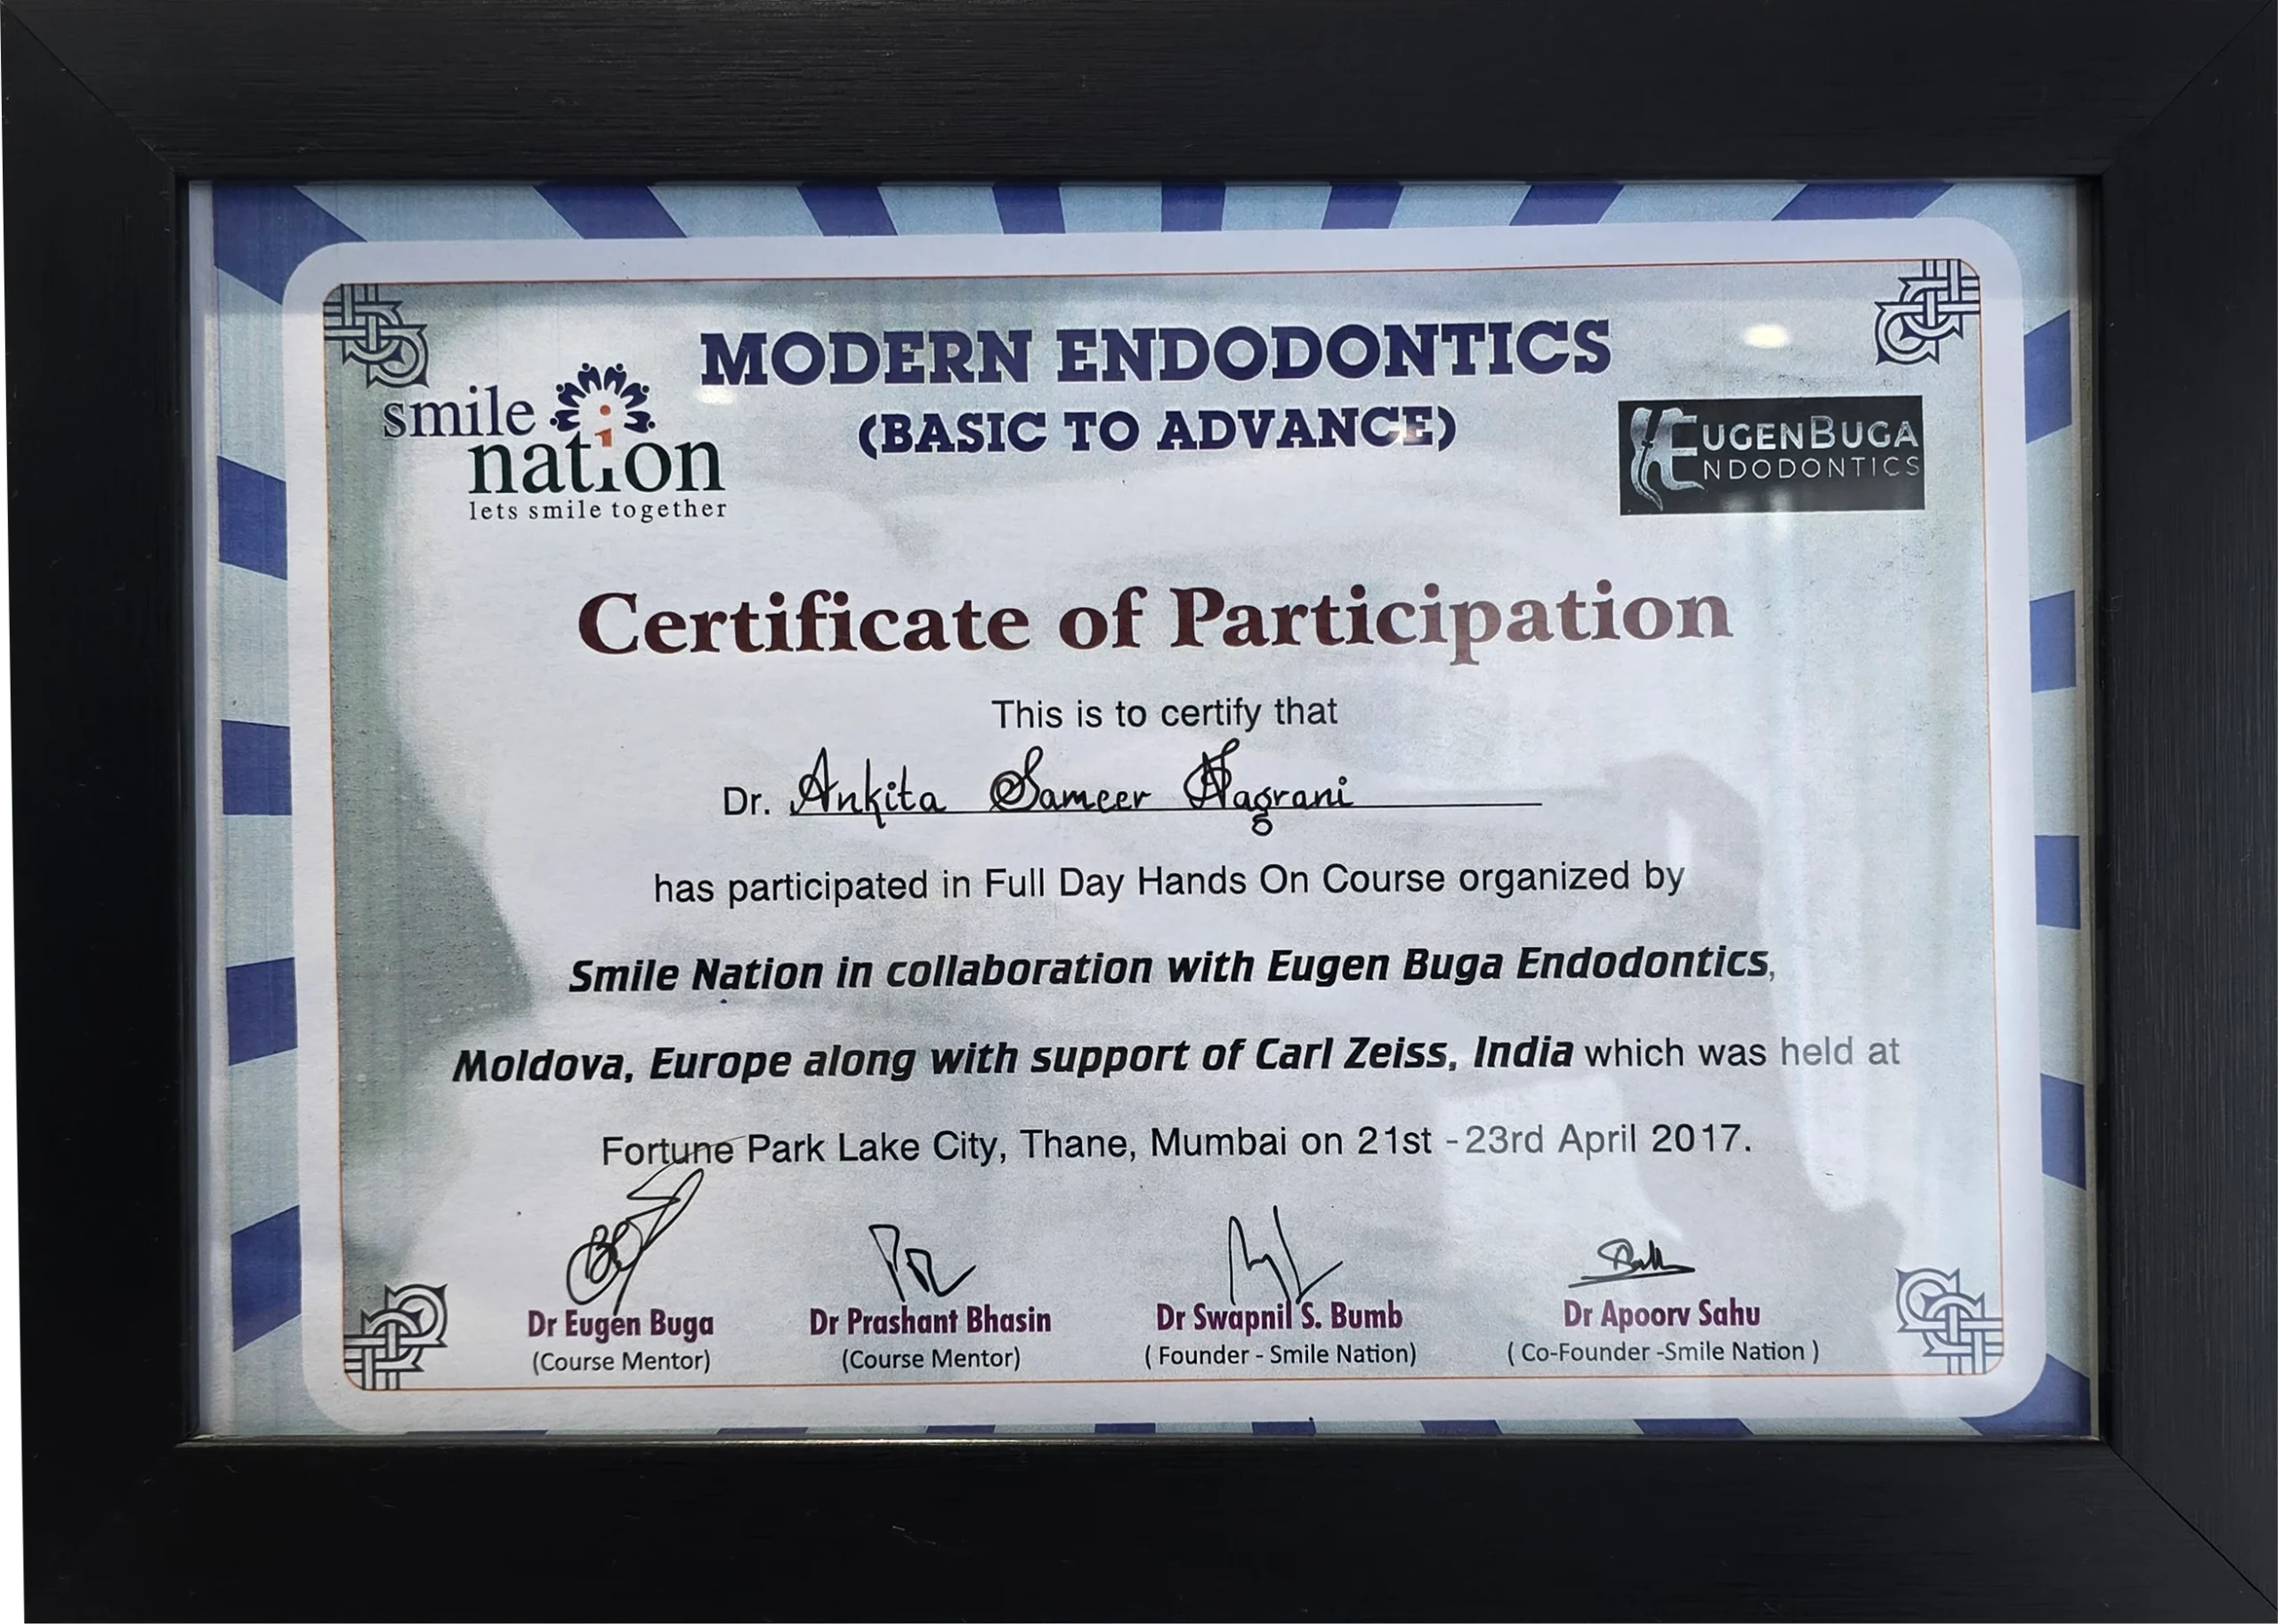 MODERN ENDODONTICS
(BASIC TO ADVANCE)
smile
nation
lets smile together
EUGENBUGA
ENDODONTICS
Certificate of Participation
This is to certify that
Dr. Ankita Sameer Nagrani
has participated in Full Day Hands On Course organized by
Smile Nation in collaboration with Eugen Buga Endodontics,
Moldova, Europe along with support of Carl Zeiss, India which was held at
Fortune Park Lake City, Thane, Mumbai on 21st - 23rd April 2017.
Dr Eugen Buga
(Course Mentor)
Dr Prashant Bhasin
(Course Mentor)
Dr Swapnil S. Bumb
( Founder - Smile Nation)
Dr Apoorv Sahu
( Co-Founder -Smile Nation )